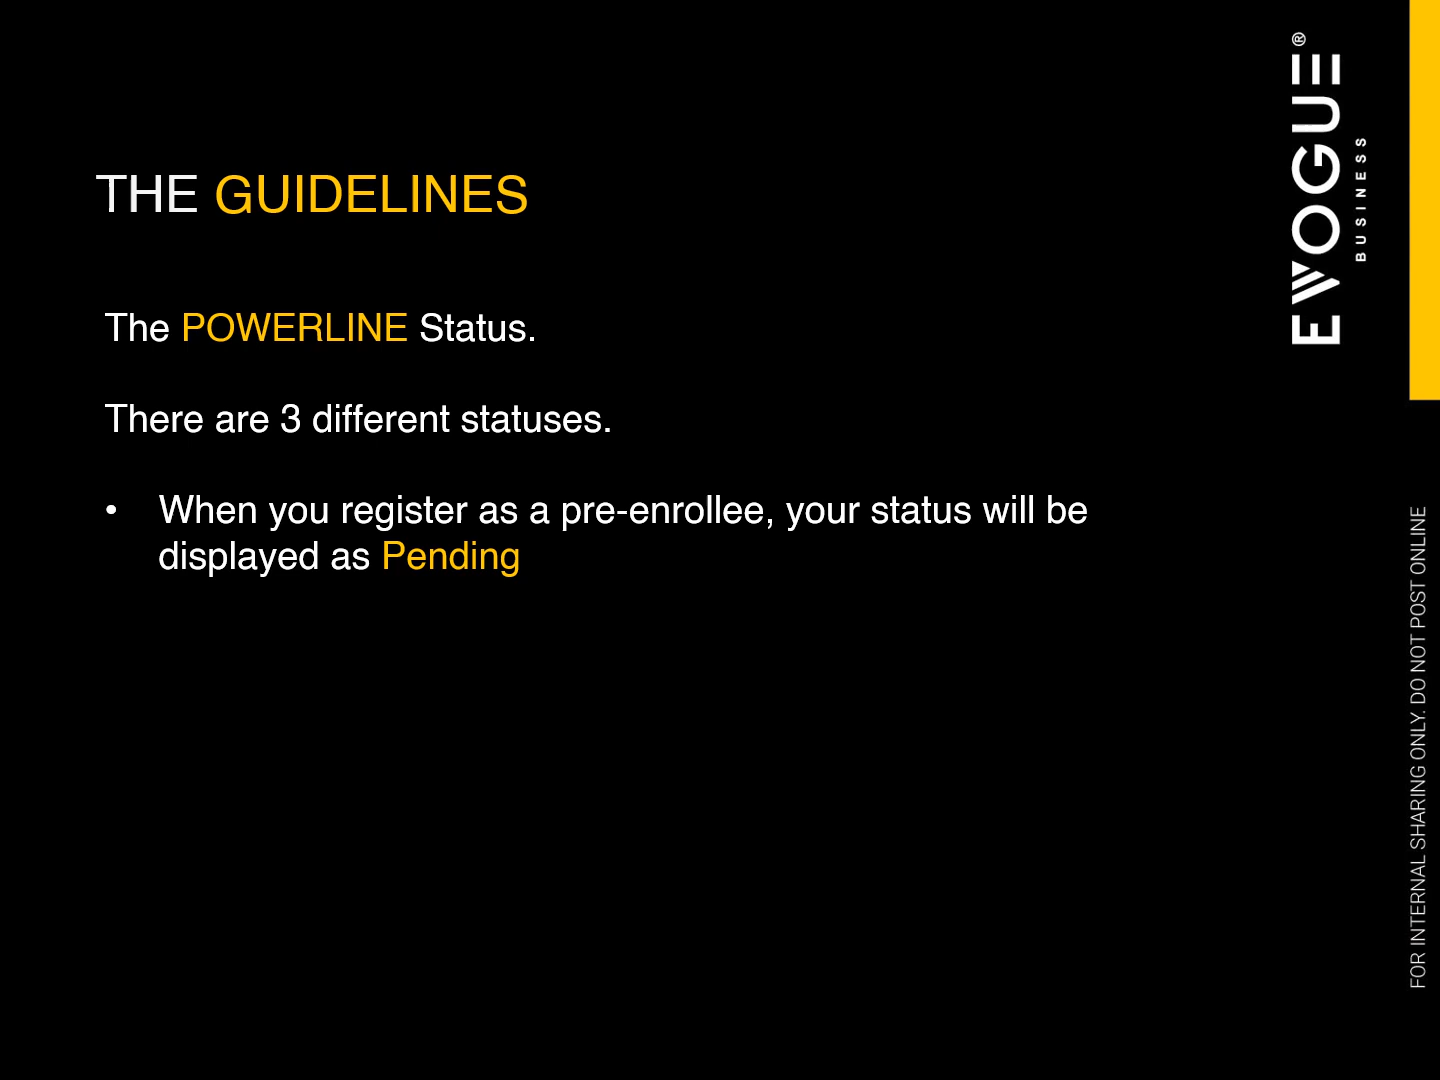 THE GUIDELINES
The POWERLINE Status.
There are 3 different statuses.
• When you register as a pre-enrollee, your status will be
displayed as Pending
EVOGUE®
BUSINESS
FOR INTERNAL SHARING ONLY. DO NOT POST ONLINE